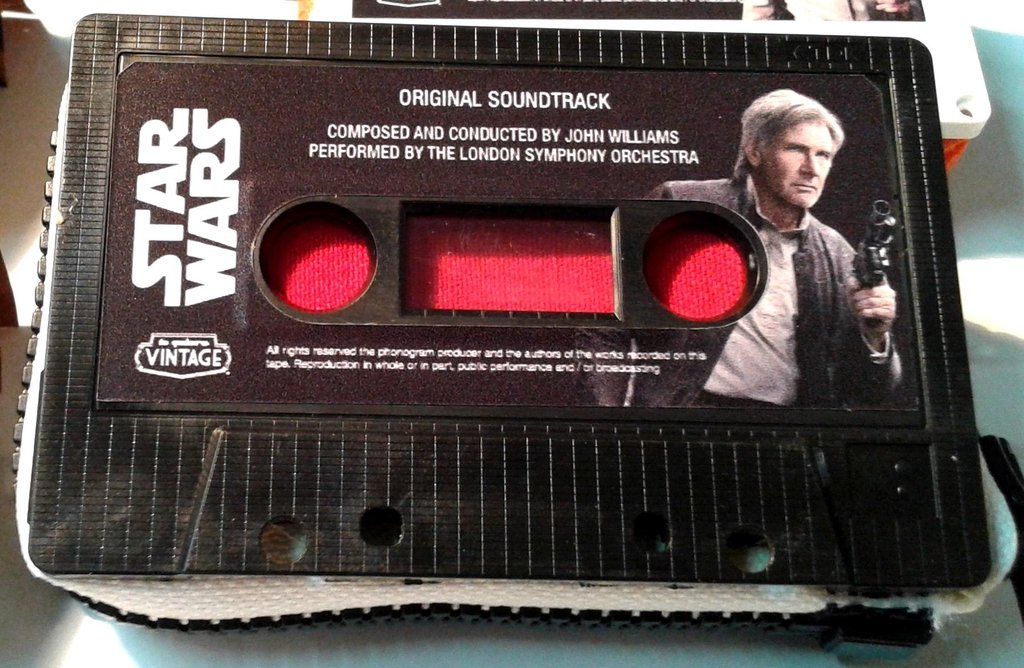 ORIGINAL SOUNDTRACK
COMPOSED AND CONDUCTED BY JOHN WILLIAMS
PERFORMED BY THE LONDON SYMPHONY ORCHESTRA
STAR
WARS
VINTAGE
All rights reserved the phonogram producer and the authors of the works recorded on this
tape. Reproduction in whole or in part, public performance and / or broadcasting